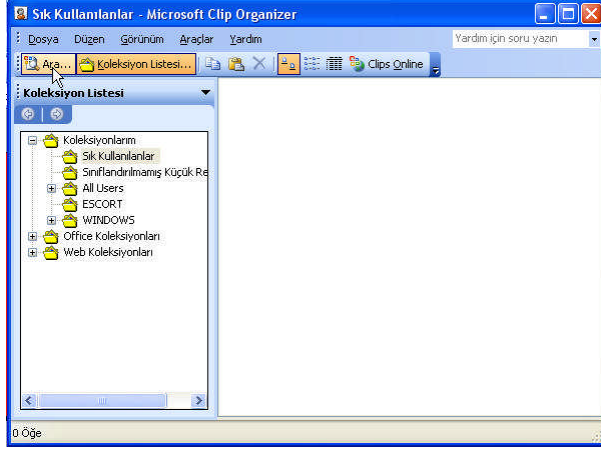 Sık Kullanılanlar - Microsoft Clip Organizer
Dosya Düzen Görünüm Araçlar Yardım Yardım için soru yazın
Ara... Koleksiyon Listesi... Clips Online
Koleksiyon Listesi
Koleksiyonlarım
Sık Kullanılanlar
Sınıflandırılmamış Küçük Re
All Users
ESCORT
WINDOWS
Office Koleksiyonları
Web Koleksiyonları
0 Öğe